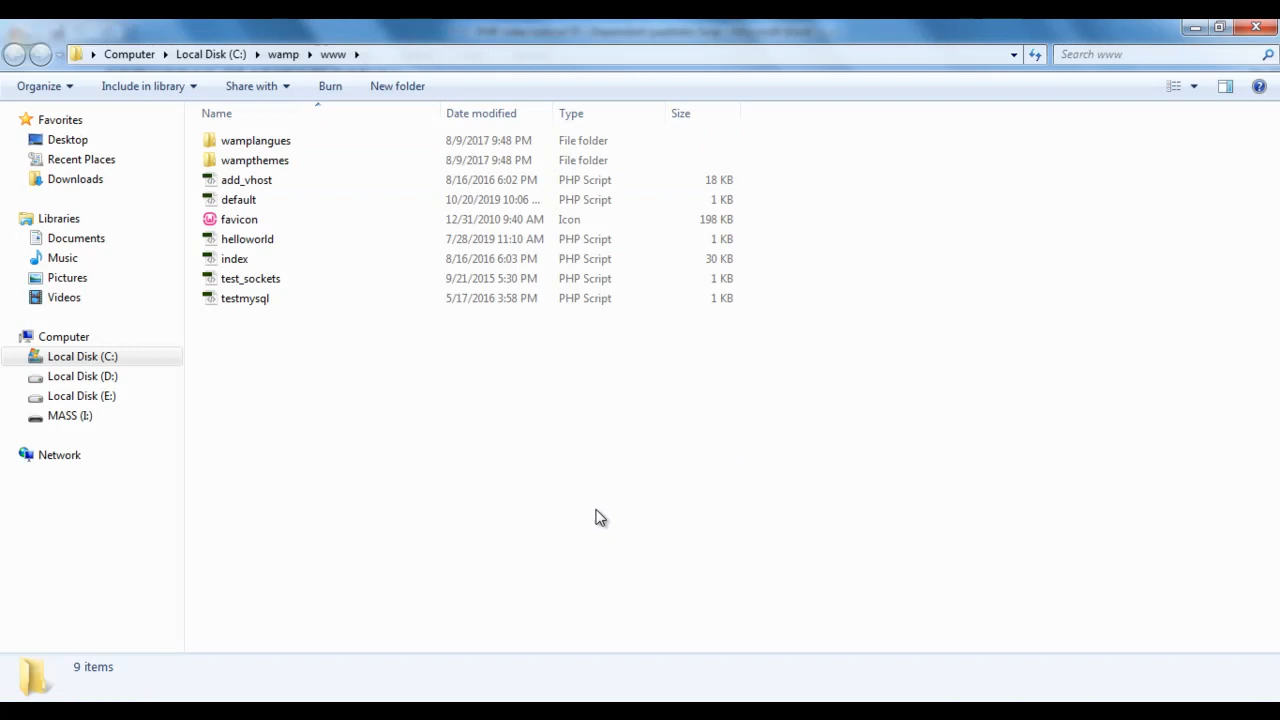 Computer Local Disk (C:) wamp www Search www
Organize Include in library Share with Burn New folder
Name Date modified Type Size
Favorites
Desktop
Recent Places
Downloads
Libraries
Documents
Music
Pictures
Videos
Computer
Local Disk (C:)
Local Disk (D:)
Local Disk (E:)
MASS (I:)
Network
wamplangues 8/9/2017 9:48 PM File folder
wampthemes 8/9/2017 9:48 PM File folder
add_vhost 8/16/2016 6:02 PM PHP Script 18 KB
default 10/20/2019 10:06 ... PHP Script 1 KB
favicon 12/31/2010 9:40 AM Icon 198 KB
helloworld 7/28/2019 11:10 AM PHP Script 1 KB
index 8/16/2016 6:03 PM PHP Script 30 KB
test_sockets 9/21/2015 5:30 PM PHP Script 1 KB
testmysql 5/17/2016 3:58 PM PHP Script 1 KB
9 items